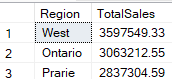 Region TotalSales
1 West 3597549.33
2 Ontario 3063212.55
3 Prarie 2837304.59